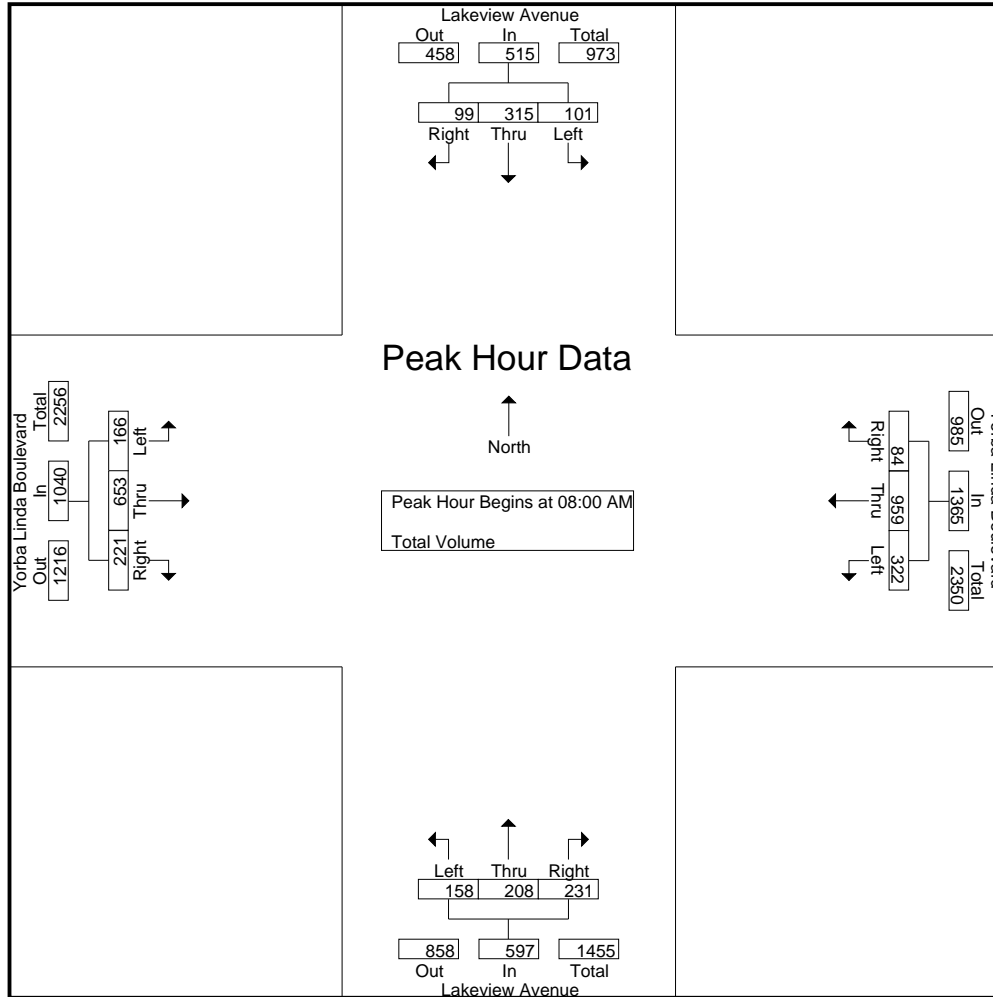 Lakeview Avenue
Out In Total
458 515 973
99 315 101
Right Thru Left
Peak Hour Data
North
Peak Hour Begins at 08:00 AM
Total Volume
Yorba Linda Boulevard
Total In Out
2256 1040 1216
166 653 221
Left Thru Right
Out In Total
985 1365 2350
84 959 322
Right Thru Left
Left Thru Right
158 208 231
858 597 1455
Out In Total
Lakeview Avenue